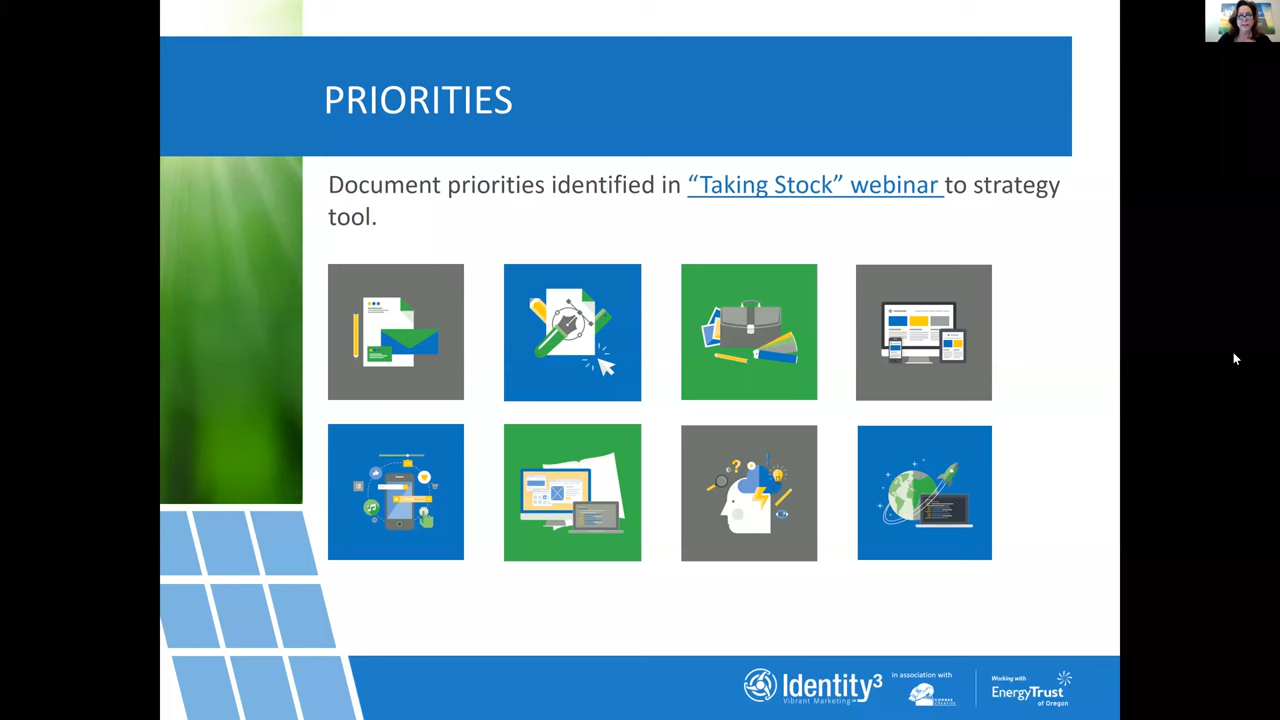 PRIORITIES
Document priorities identified in “Taking Stock” webinar to strategy
tool.
Identity3
Vibrant Marketing
in association with
Working with
EnergyTrust
of Oregon